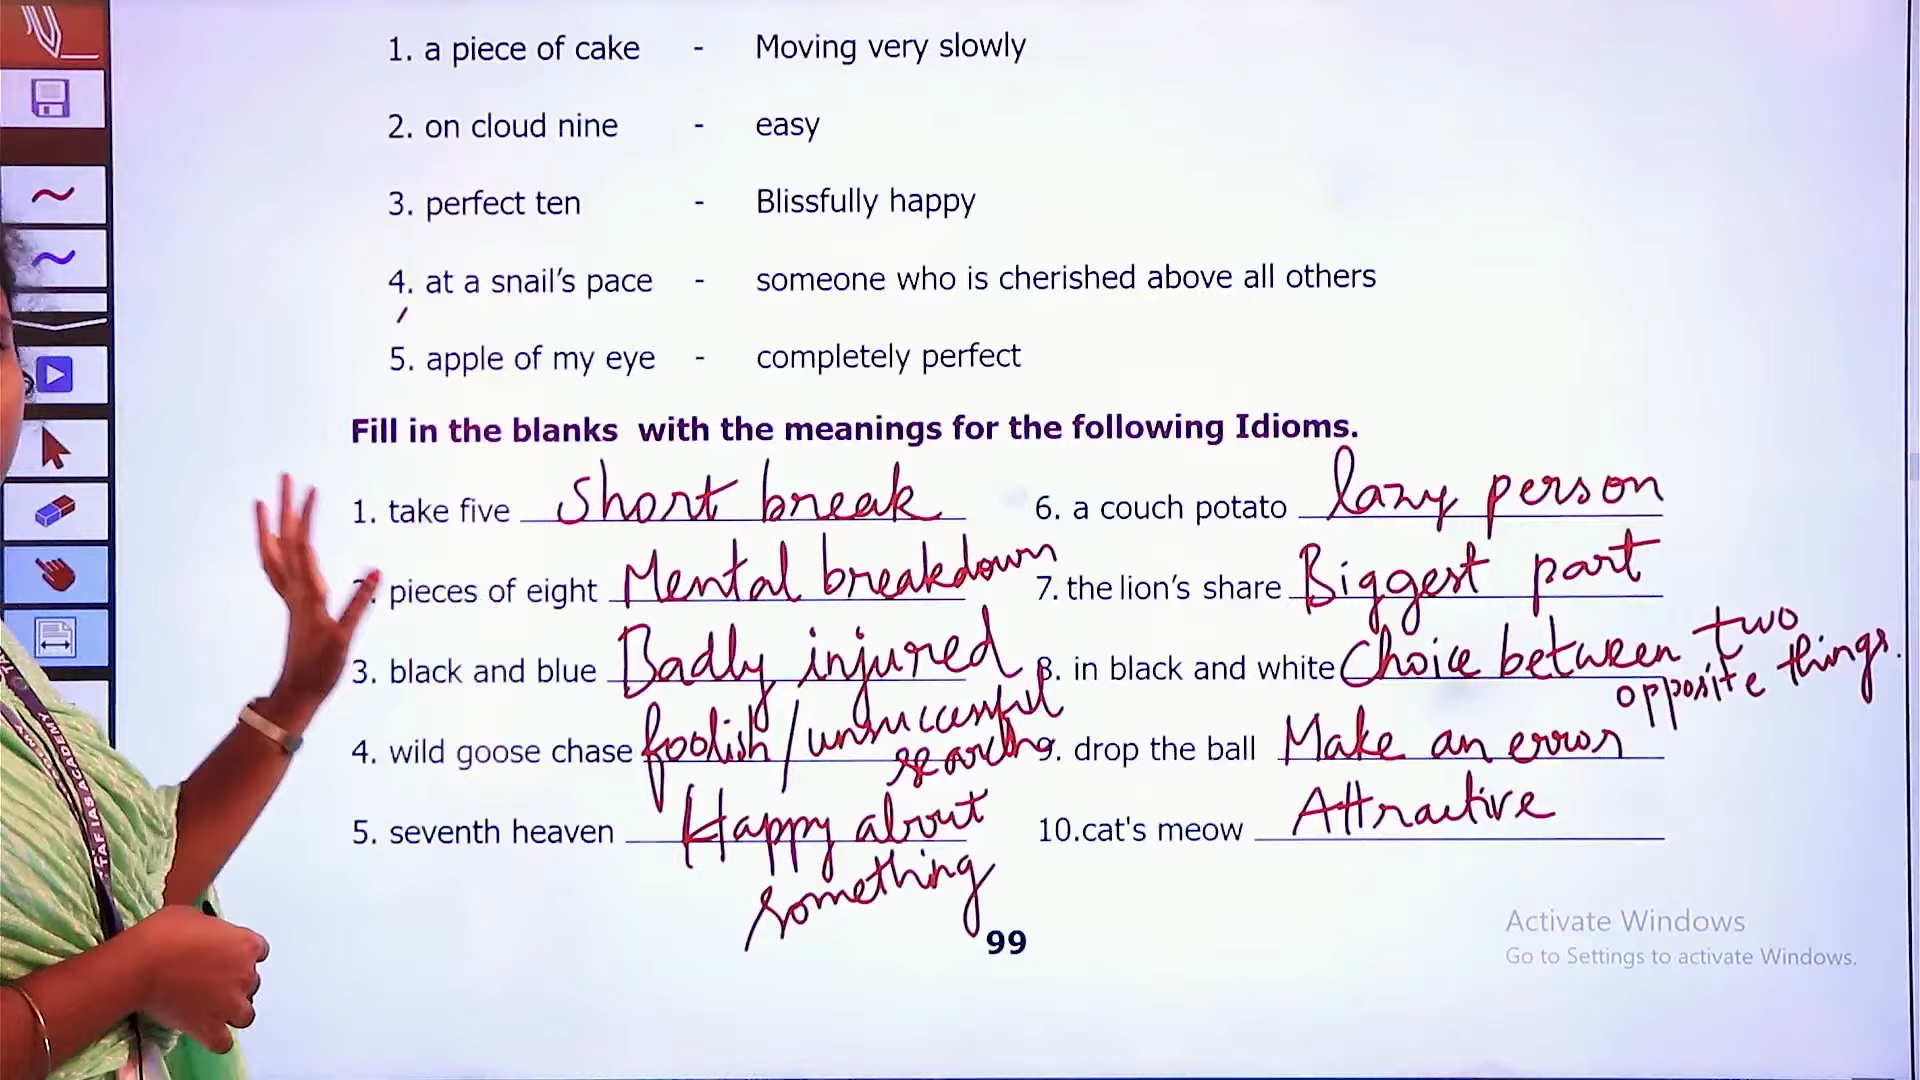 1. a piece of cake - Moving very slowly
2. on cloud nine - easy
3. perfect ten - Blissfully happy
4. at a snail's pace - someone who is cherished above all others
5. apple of my eye - completely perfect
Fill in the blanks with the meanings for the following Idioms.
1. take five Short break
2. pieces of eight Mental breakdown
3. black and blue Badly injured
4. wild goose chase foolish/unsuccessful
searching
5. seventh heaven Happy about
something
6. a couch potato lazy person
7. the lion's share Biggest part
8. in black and white Choice between two
opposite things.
9. drop the ball Make an error
10.cat's meow Attractive
99
Activate Windows
Go to Settings to activate Windows.